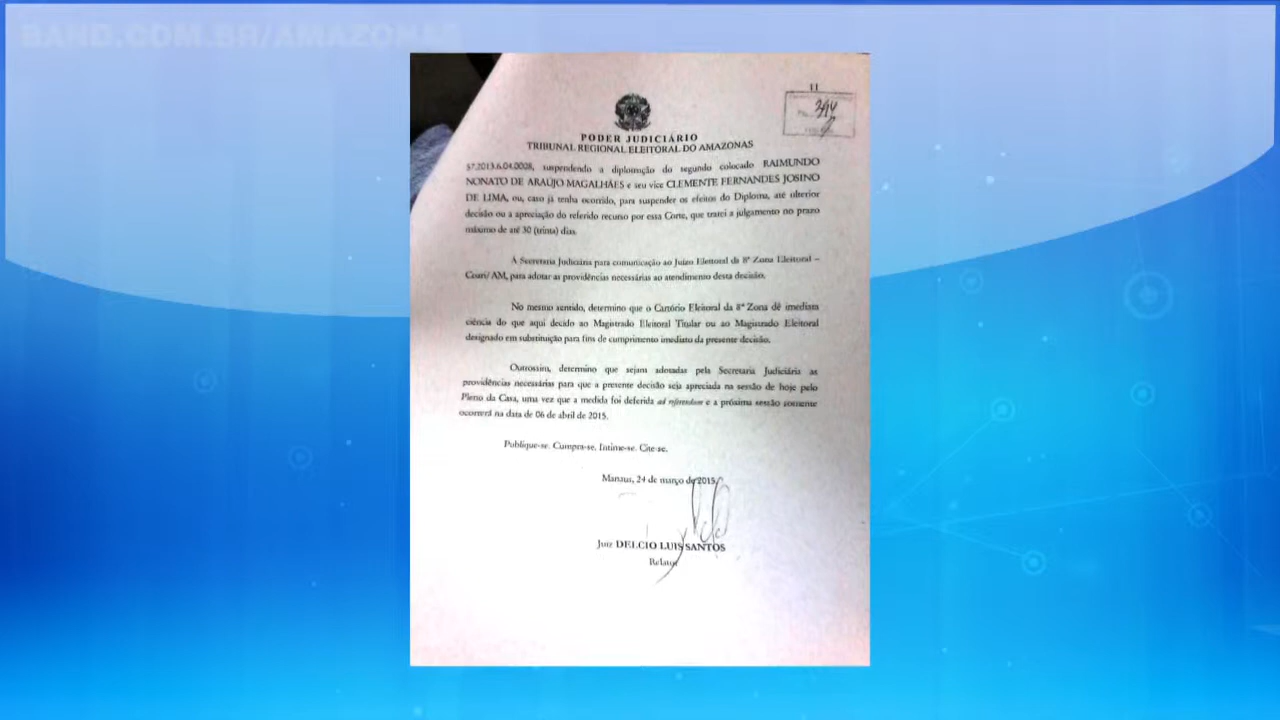 BAND.COM.BR/AMAZONAS
11
394
PODER JUDICIÁRIO
TRIBUNAL REGIONAL ELEITORAL DO AMAZONAS
57.2013.6.04.0008, suspendendo a diplomação do segundo colocado RAIMUNDO
NONATO DE ARAÚJO MAGALHÃES e seu vice CLEMENTE FERNANDES JOSINO
DE LIMA, ou, caso já tenha ocorrido, para suspender os efeitos do Diploma, até ulterior
decisão ou a apreciação do referido recurso por essa Corte, que trarei a julgamento no prazo
máximo de até 30 (trinta) dias.
À Secretaria Judiciária para comunicação ao Juízo Eleitoral da 8ª Zona Eleitoral –
Coari/AM, para adotar as providências necessárias ao atendimento desta decisão.
No mesmo sentido, determino que o Cartório Eleitoral da 8ª Zona dê imediata
ciência do que aqui decido ao Magistrado Eleitoral Titular ou ao Magistrado Eleitoral
designado em substituição para fins de cumprimento imediato da presente decisão.
Outrossim, determino que sejam adotadas pela Secretaria Judiciária as
providências necessárias para que a presente decisão seja apreciada na sessão de hoje pelo
Pleno da Casa, uma vez que a medida foi deferida ad referendum e a próxima sessão somente
ocorrerá na data de 06 de abril de 2015.
Publique-se. Cumpra-se. Intime-se. Cite-se.
Manaus, 24 de março de 2015.
Juiz DELCIO LUIS SANTOS
Relator